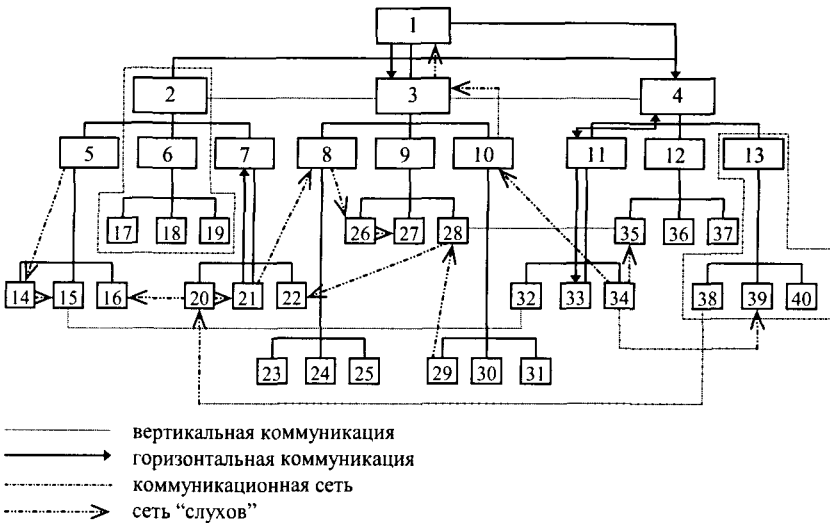 1
2 3 4
5 6 7 8 9 10 11 12 13
17 18 19 26 27 28 35 36 37
14 15 16 20 21 22 32 33 34 38 39 40
23 24 25 29 30 31
вертикальная коммуникация
горизонтальная коммуникация
коммуникационная сеть
сеть “слухов”